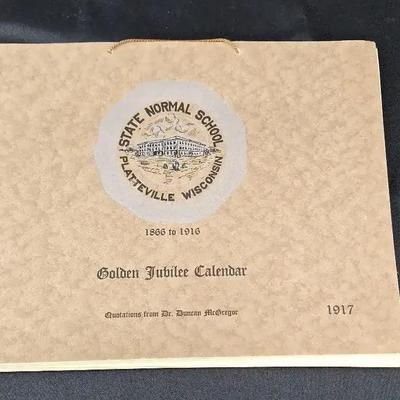 STATE NORMAL SCHOOL
PLATTEVILLE WISCONSIN
1866 to 1916
Golden Jubilee Calendar
Quotations from Dr. Duncan McGregor
1917